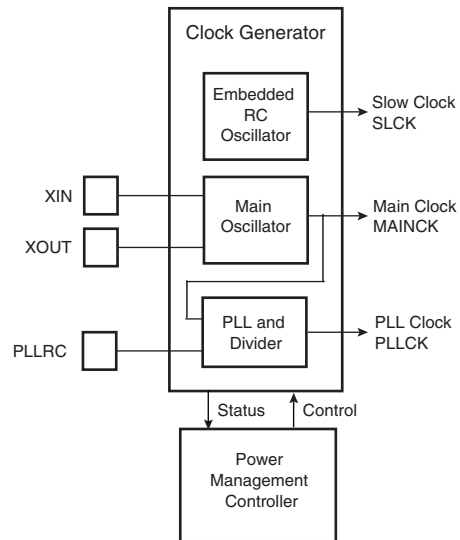 Clock Generator
Embedded
RC
Oscillator
Slow Clock
SLCK
XIN
XOUT
Main
Oscillator
Main Clock
MAINCK
PLLRC
PLL and
Divider
PLL Clock
PLLCK
Status
Control
Power
Management
Controller